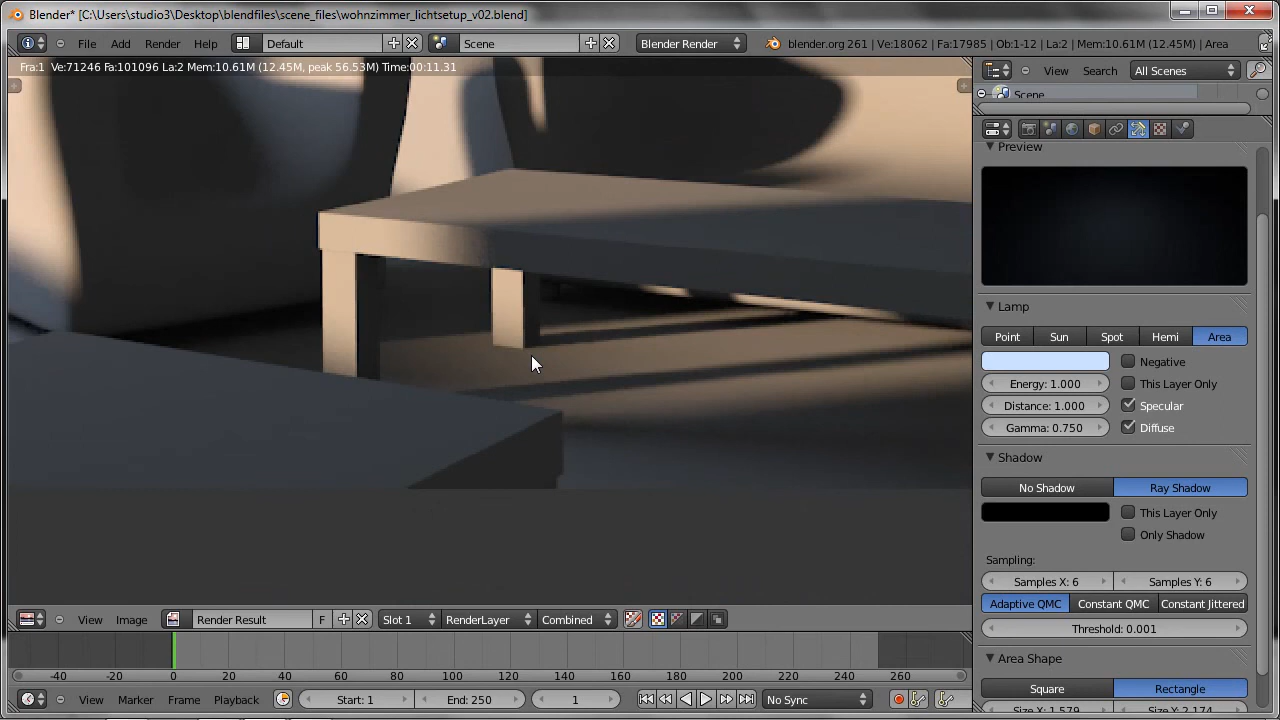 Blender* [C:\Users\studio3\Desktop\blendfiles\scene_files\wohnzimmer_lichtsetup_v02.blend]
File Add Render Help Default Scene Blender Render blender.org 261 | Ve:18062 | Fa:17985 | Ob:1-12 | La:2 | Mem:10.61M (12.45M) | Area
Fra:1 Ve:71246 Fa:101096 La:2 Mem:10.61M (12.45M, peak 56.53M) Time:00:11.31
View Search All Scenes
Scene
Preview
Lamp
Point Sun Spot Hemi Area
Negative
Energy: 1.000 This Layer Only
Distance: 1.000 Specular
Gamma: 0.750 Diffuse
Shadow
No Shadow Ray Shadow
This Layer Only
Only Shadow
Sampling:
Samples X: 6 Samples Y: 6
Adaptive QMC Constant QMC Constant Jittered
Threshold: 0.001
Area Shape
Square Rectangle
Size X: 1.579 Size Y: 2.174
View Image Render Result F Slot 1 RenderLayer Combined
-40 -20 0 20 40 60 80 100 120 140 160 180 200 220 240 260
View Marker Frame Playback Start: 1 End: 250 1 No Sync